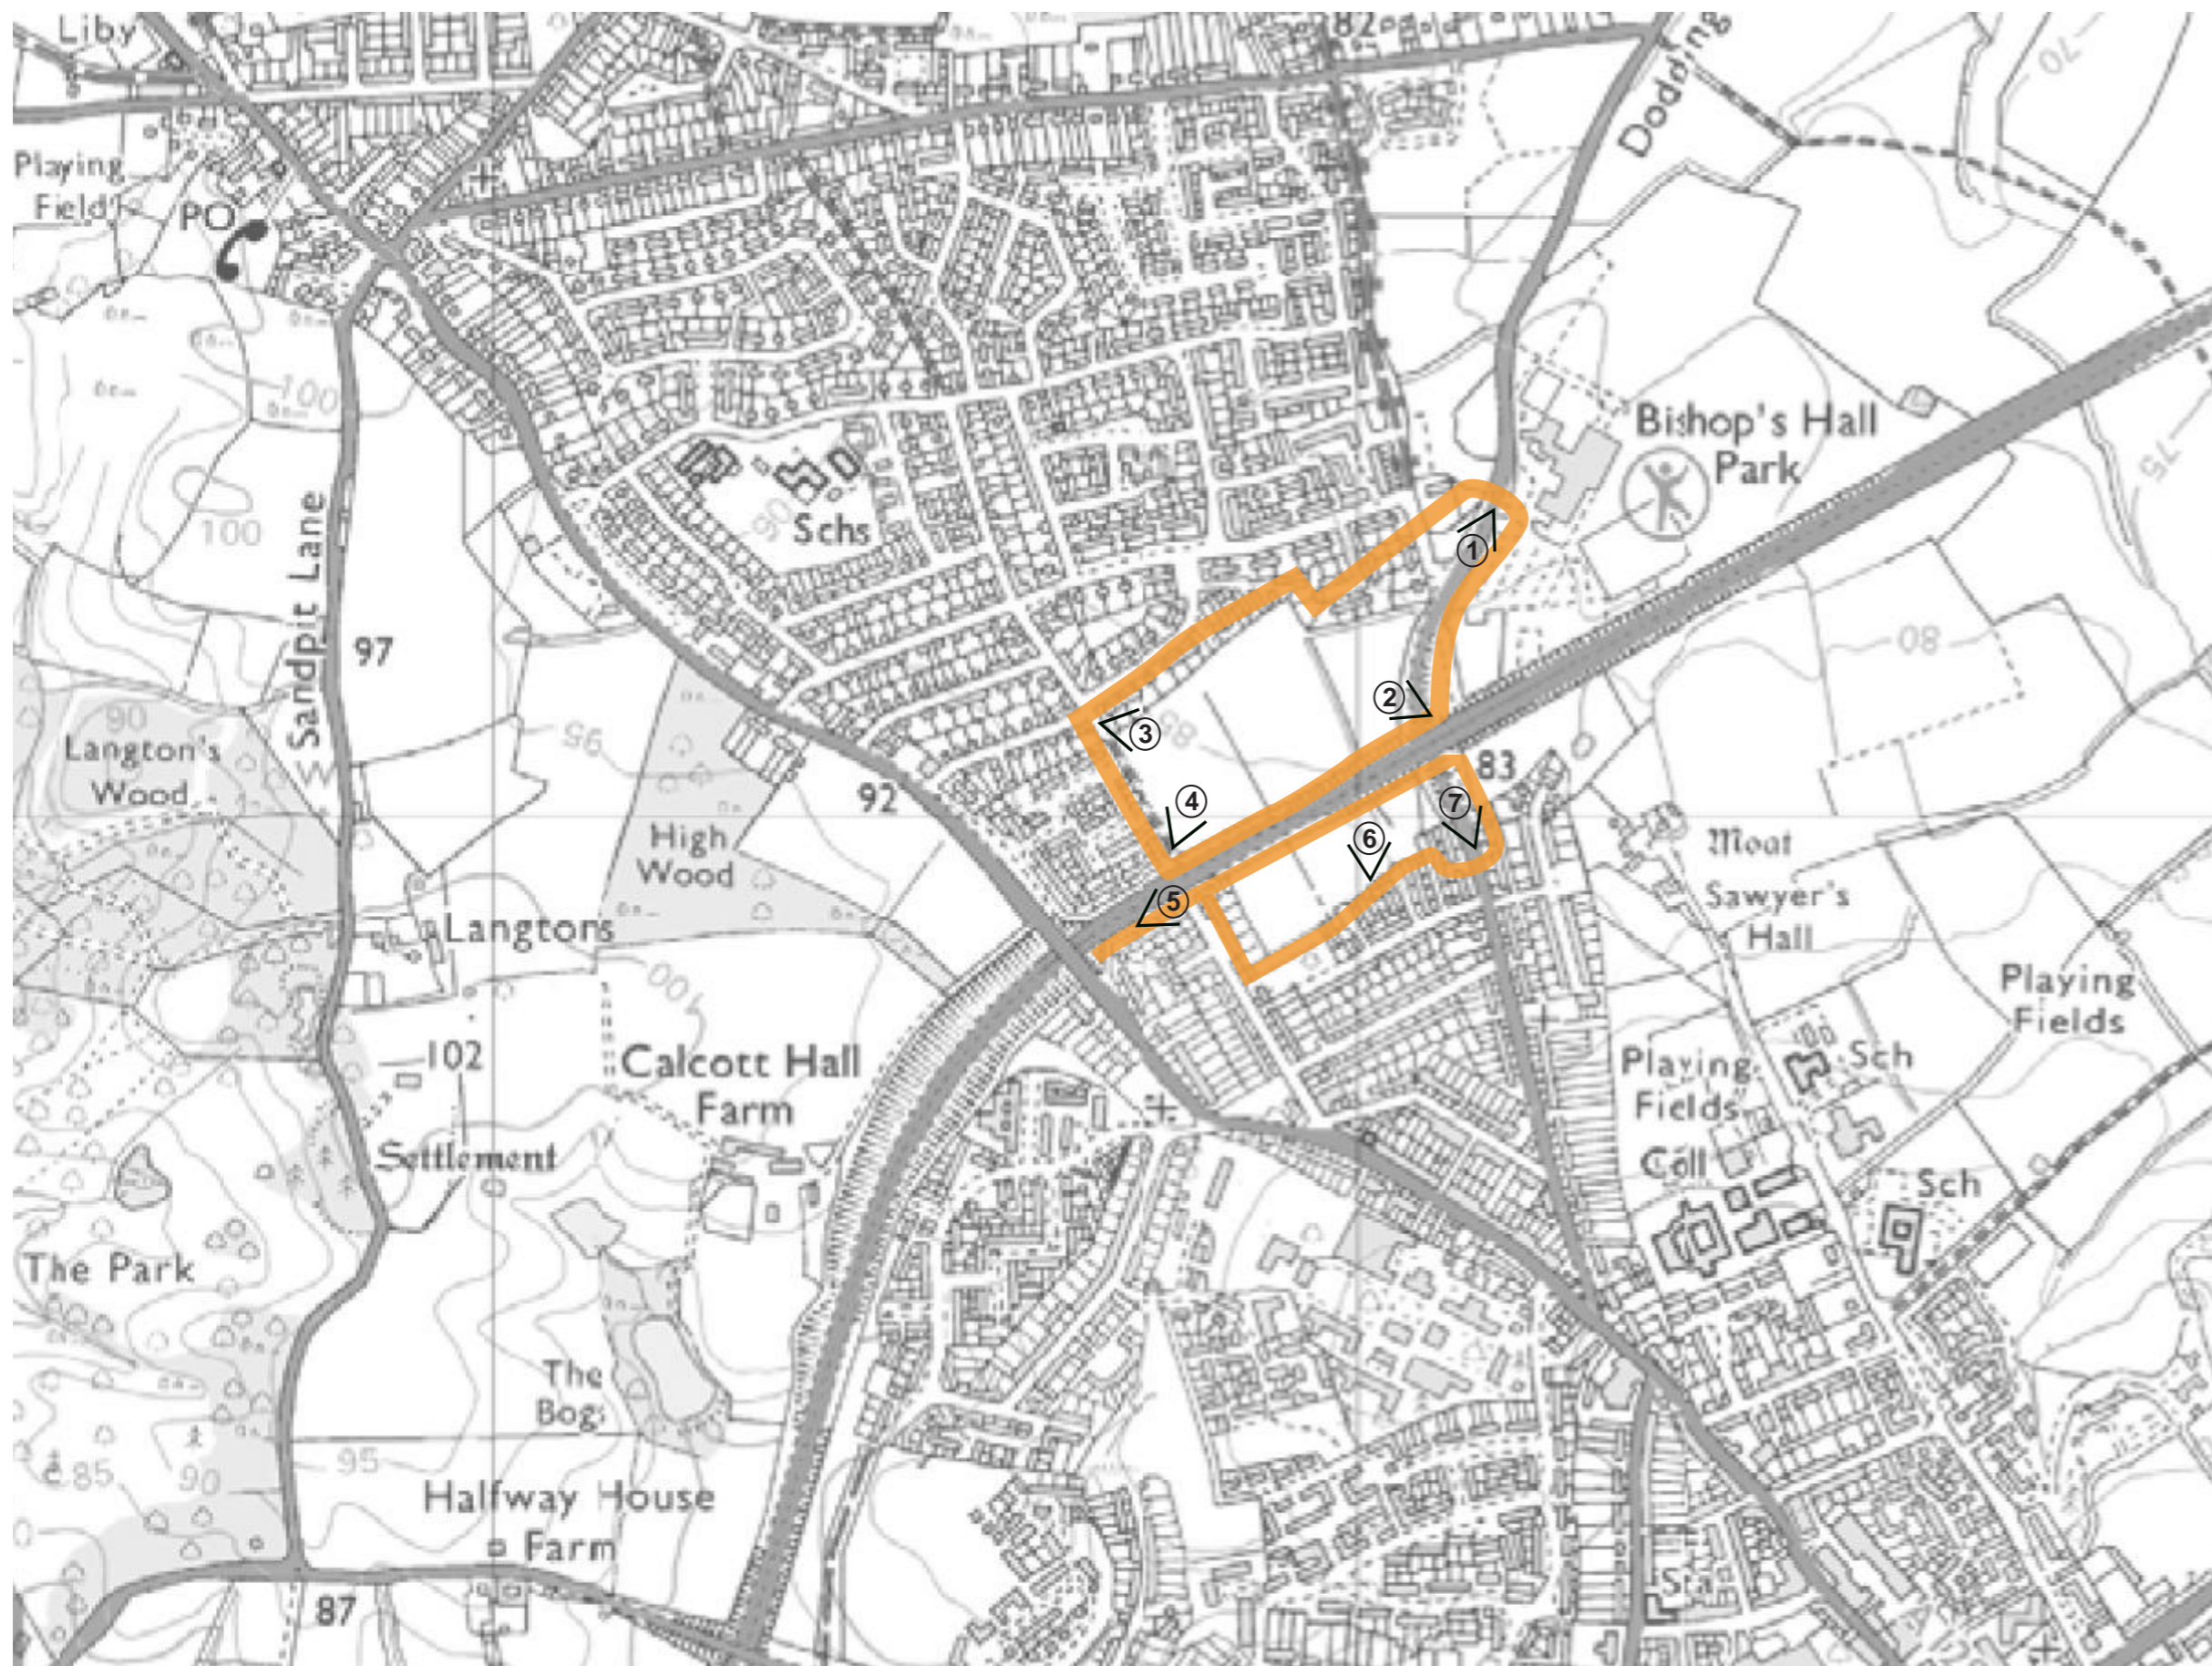 Liby
82
Dodding
70
Playing
Field
PO
100
Bishop's Hall
Park
75
100
Schs
Sandpit Lane
1
97
80
90
2
Langton's
Wood
95
3
85
83
92
4
7
High
Wood
6
Moat
Sawyer's
Hall
5
Langtons
100
Playing
Fields
102
Calcott Hall
Farm
Sch
Playing
Fields
Settlement
Coll
Sch
The Park
The
Bogs
85
90
95
Halfway House
Farm
Sta
87